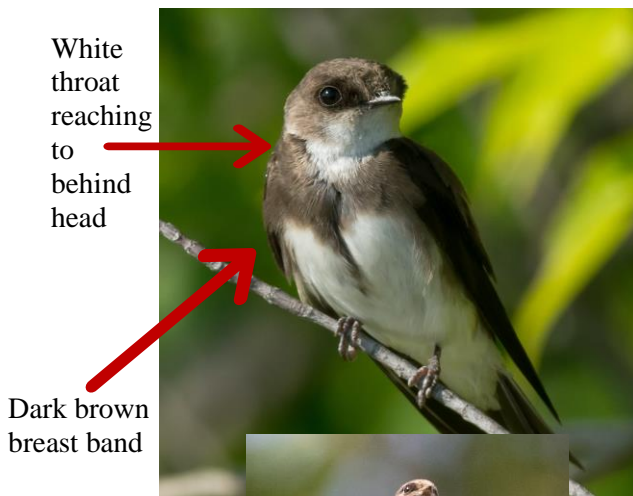 White
throat
reaching
to
behind
head
Dark brown
breast band